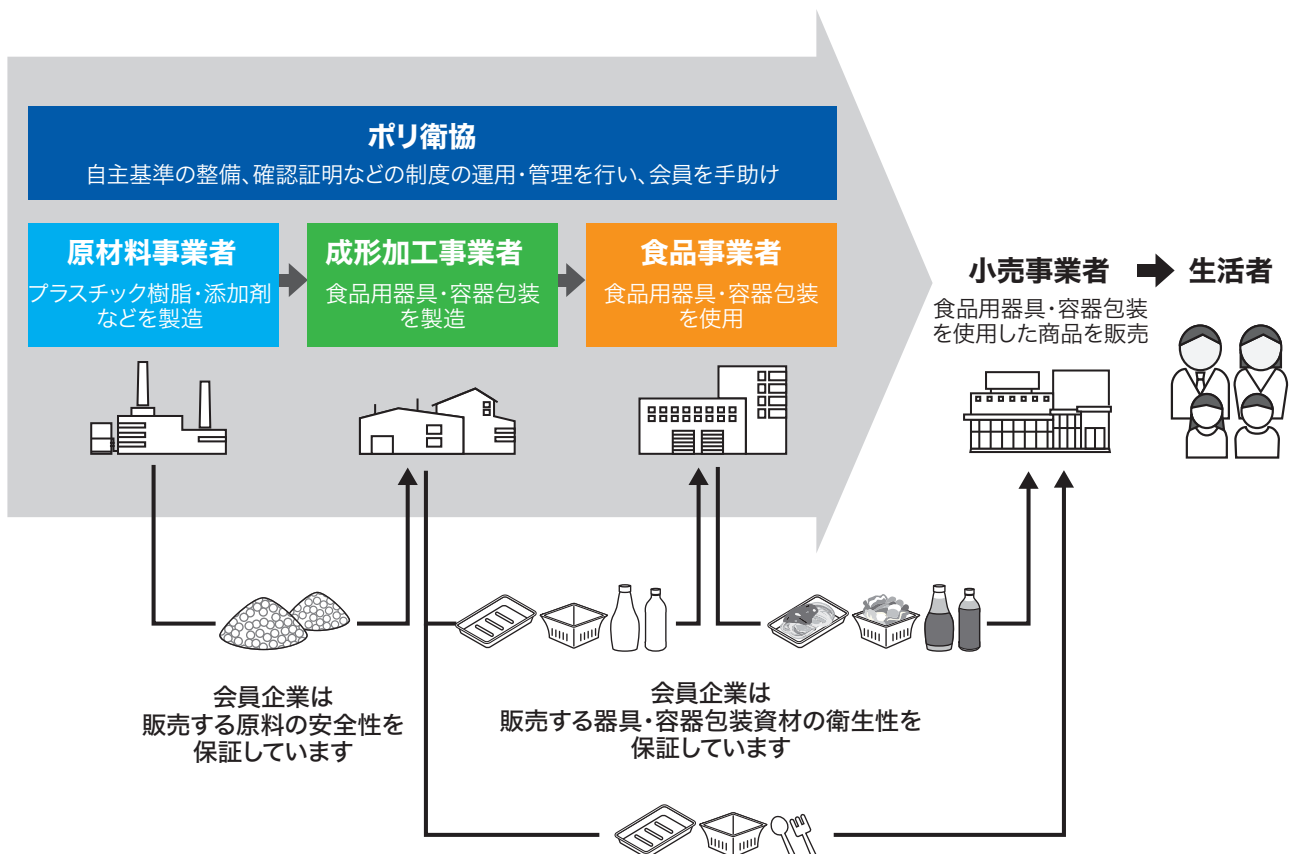 ポリ衛協
自主基準の整備、確認証明などの制度の運用・管理を行い、会員を手助け
原材料事業者
プラスチック樹脂・添加剤
などを製造
成形加工事業者
食品用器具・容器包装
を製造
食品事業者
食品用器具・容器包装
を使用
小売事業者
食品用器具・容器包装
を使用した商品を販売
生活者
会員企業は
販売する原料の安全性を
保証しています
会員企業は
販売する器具・容器包装資材の衛生性を
保証しています